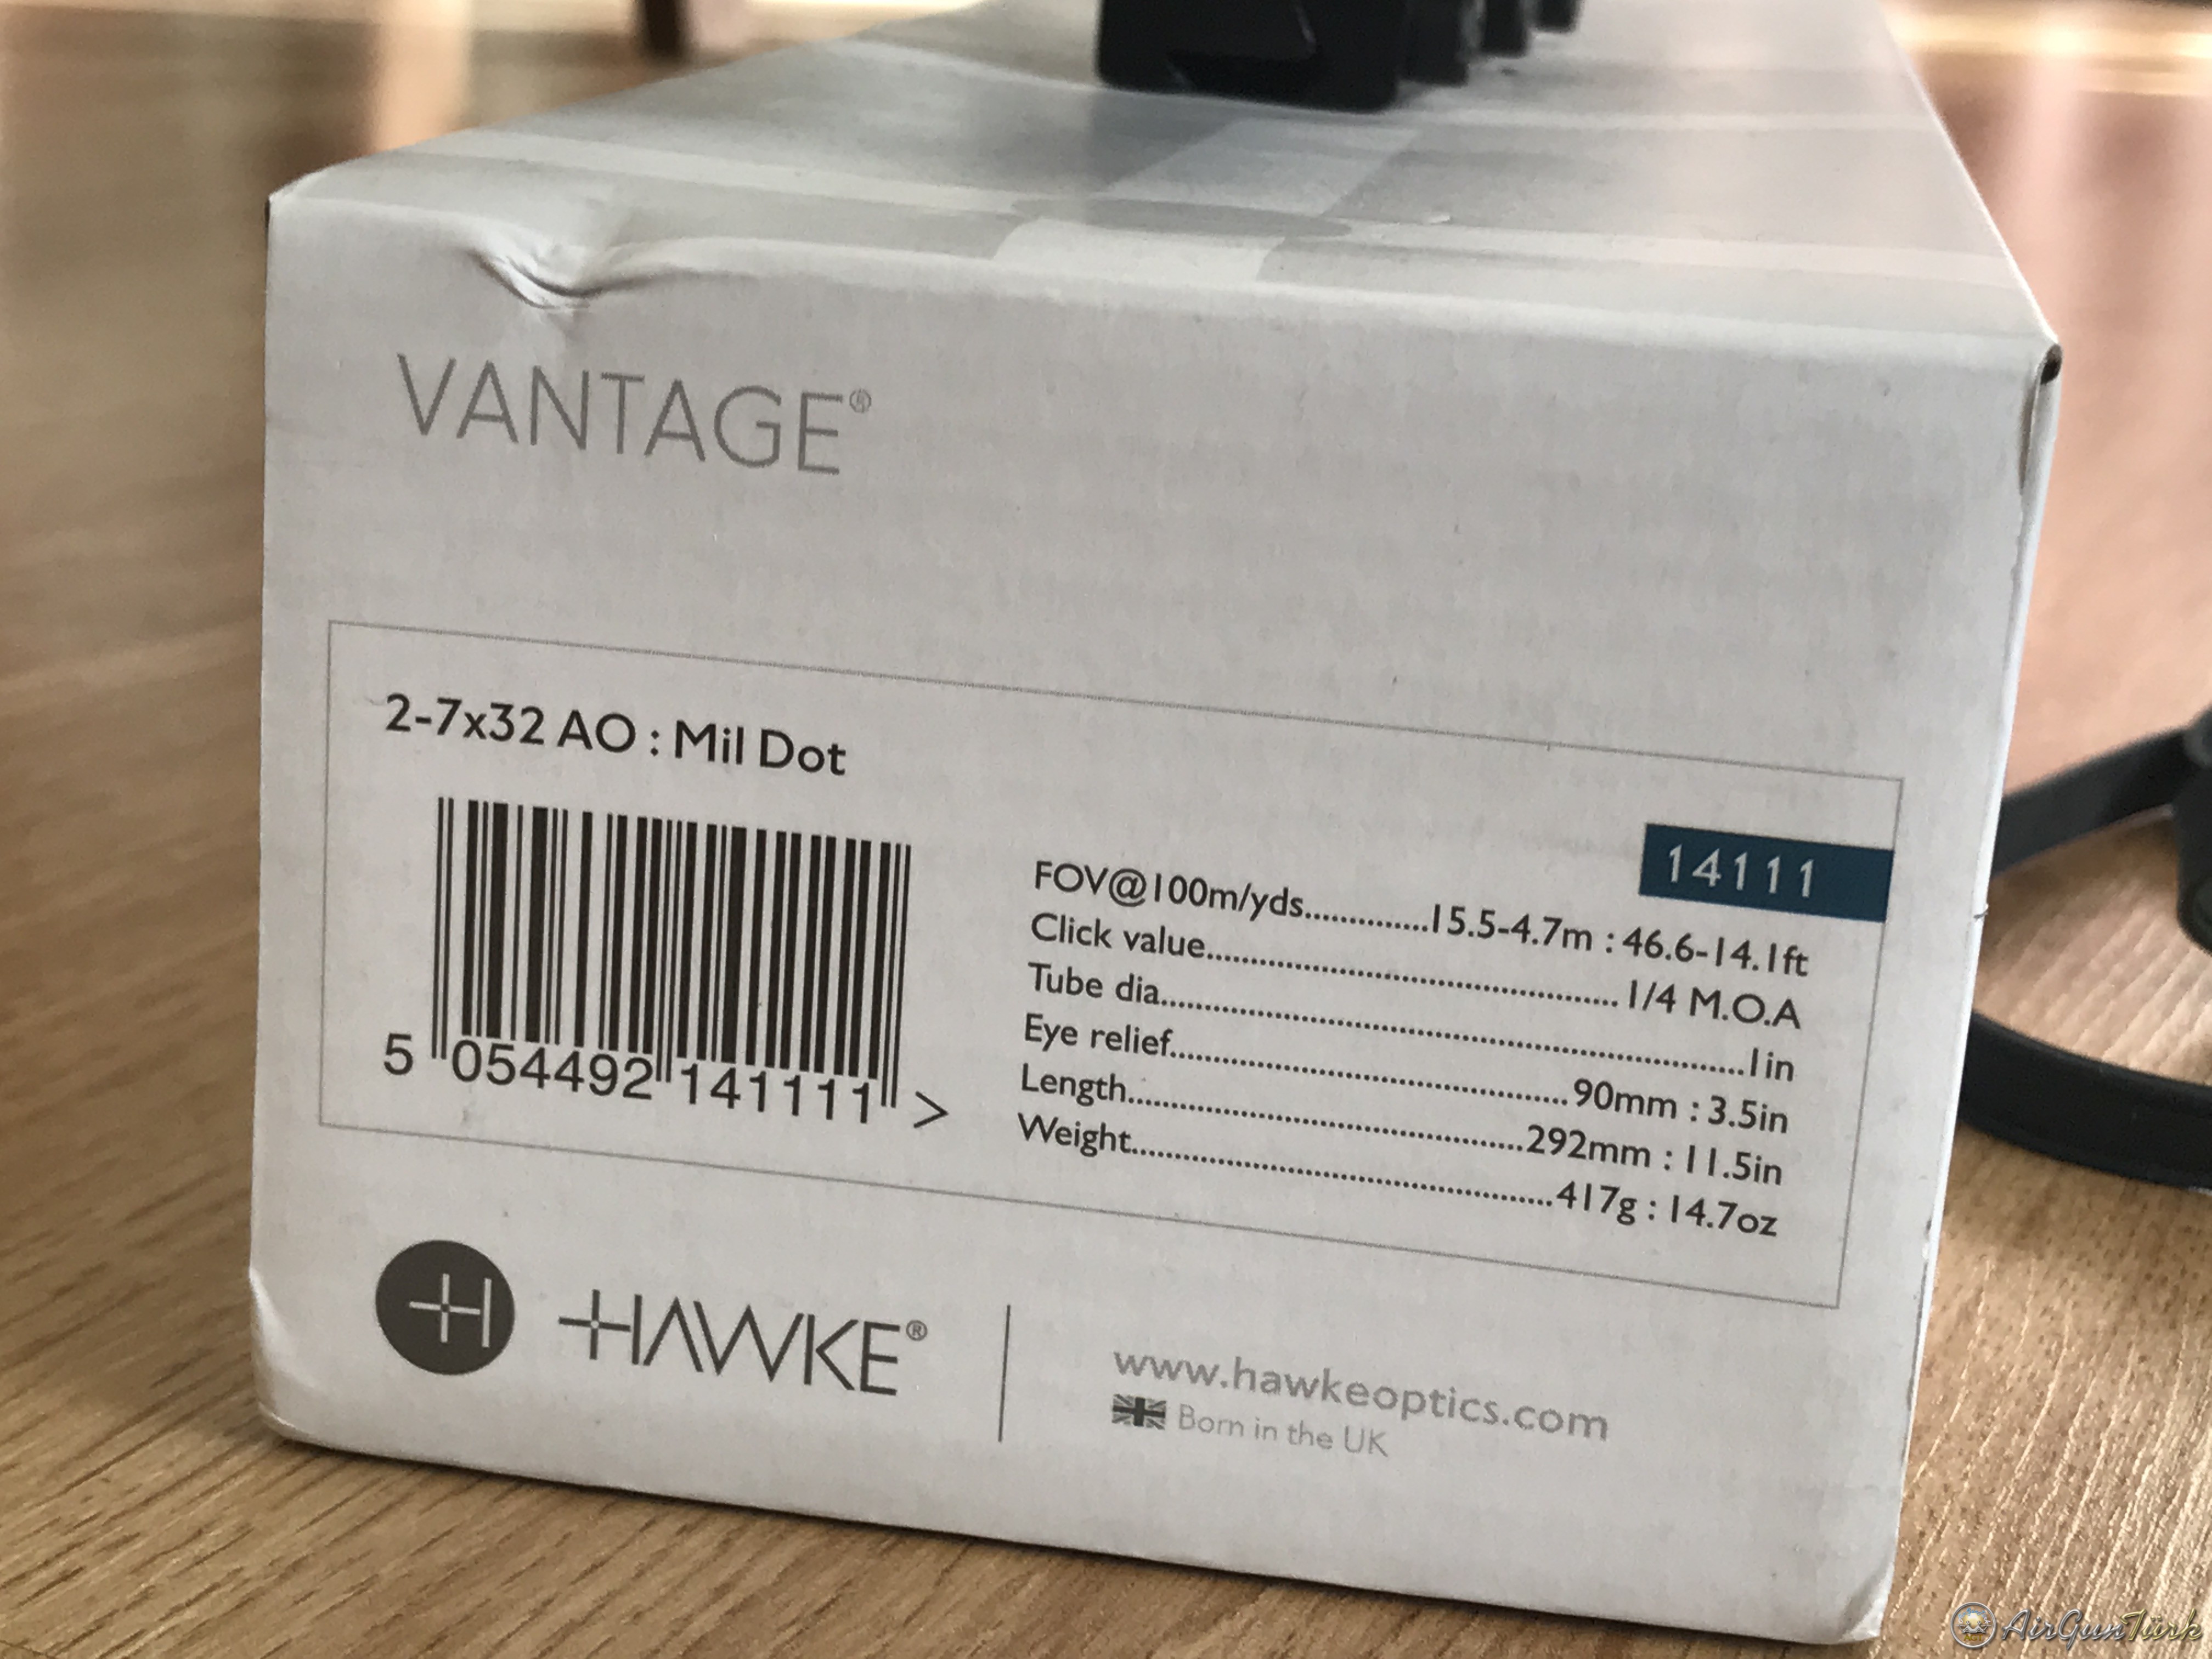 VANTAGE®
2-7x32 AO : Mil Dot
14111
FOV@100m/yds..............15.5-4.7m : 46.6-14.1ft
Click value............................................... 1/4 M.O.A
Tube dia..................................................................1in
Eye relief.............................................90mm : 3.5in
Length.............................................292mm : 11.5in
Weight................................................417g : 14.7oz
5 054492 141111 >
H HAWKE®
www.hawkeoptics.com
Born in the UK
AirGunTürk